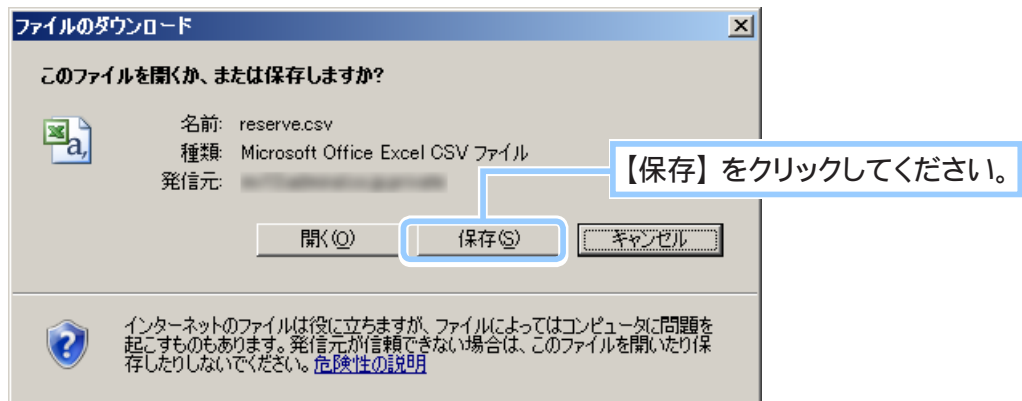 ファイルのダウンロード
このファイルを開くか、または保存しますか?
名前: reserve.csv
種類: Microsoft Office Excel CSV ファイル
発信元:
【保存】をクリックしてください。
開く(O)
保存(S)
キャンセル
インターネットのファイルは役に立ちますが、ファイルによってはコンピュータに問題を
起こすものもあります。発信元が信頼できない場合は、このファイルを開いたり保
存したりしないでください。危険性の説明